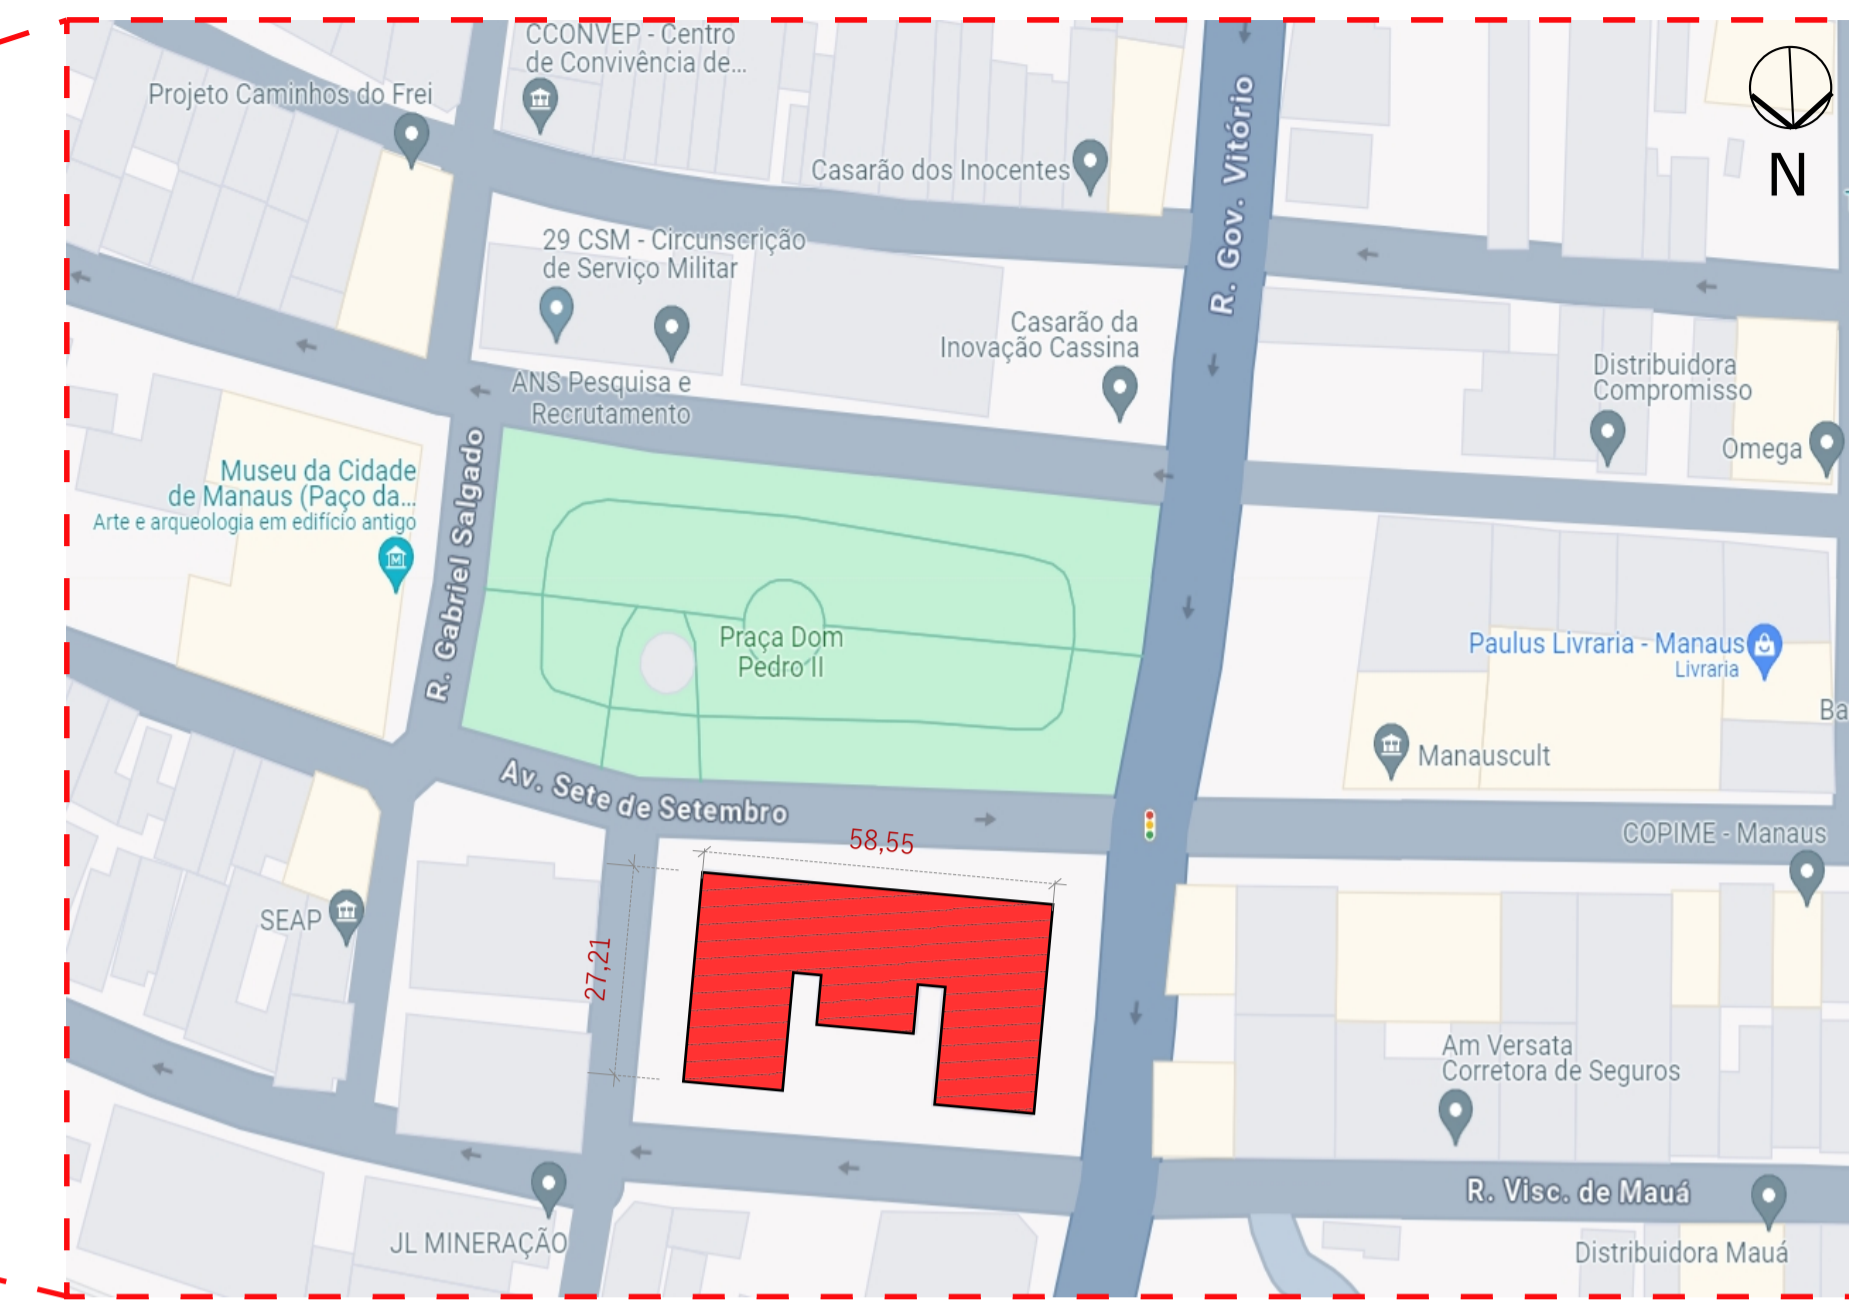 CCONVEP - Centro
de Convivência de...
Projeto Caminhos do Frei
Casarão dos Inocentes
R. Gov. Vitório
N
29 CSM - Circunscrição
de Serviço Militar
Casarão da
Inovação Cassina
ANS Pesquisa e
Recrutamento
Distribuidora
Compromisso
Omega
Museu da Cidade
de Manaus (Paço da...
Arte e arqueologia em edifício antigo
R. Gabriel Salgado
Praça Dom
Pedro II
Paulus Livraria - Manaus
Livraria
Ba
Manauscult
Av. Sete de Setembro
58,55
COPIME - Manaus
SEAP
27,21
Am Versata
Corretora de Seguros
R. Visc. de Mauá
JL MINERAÇÃO
Distribuidora Mauá